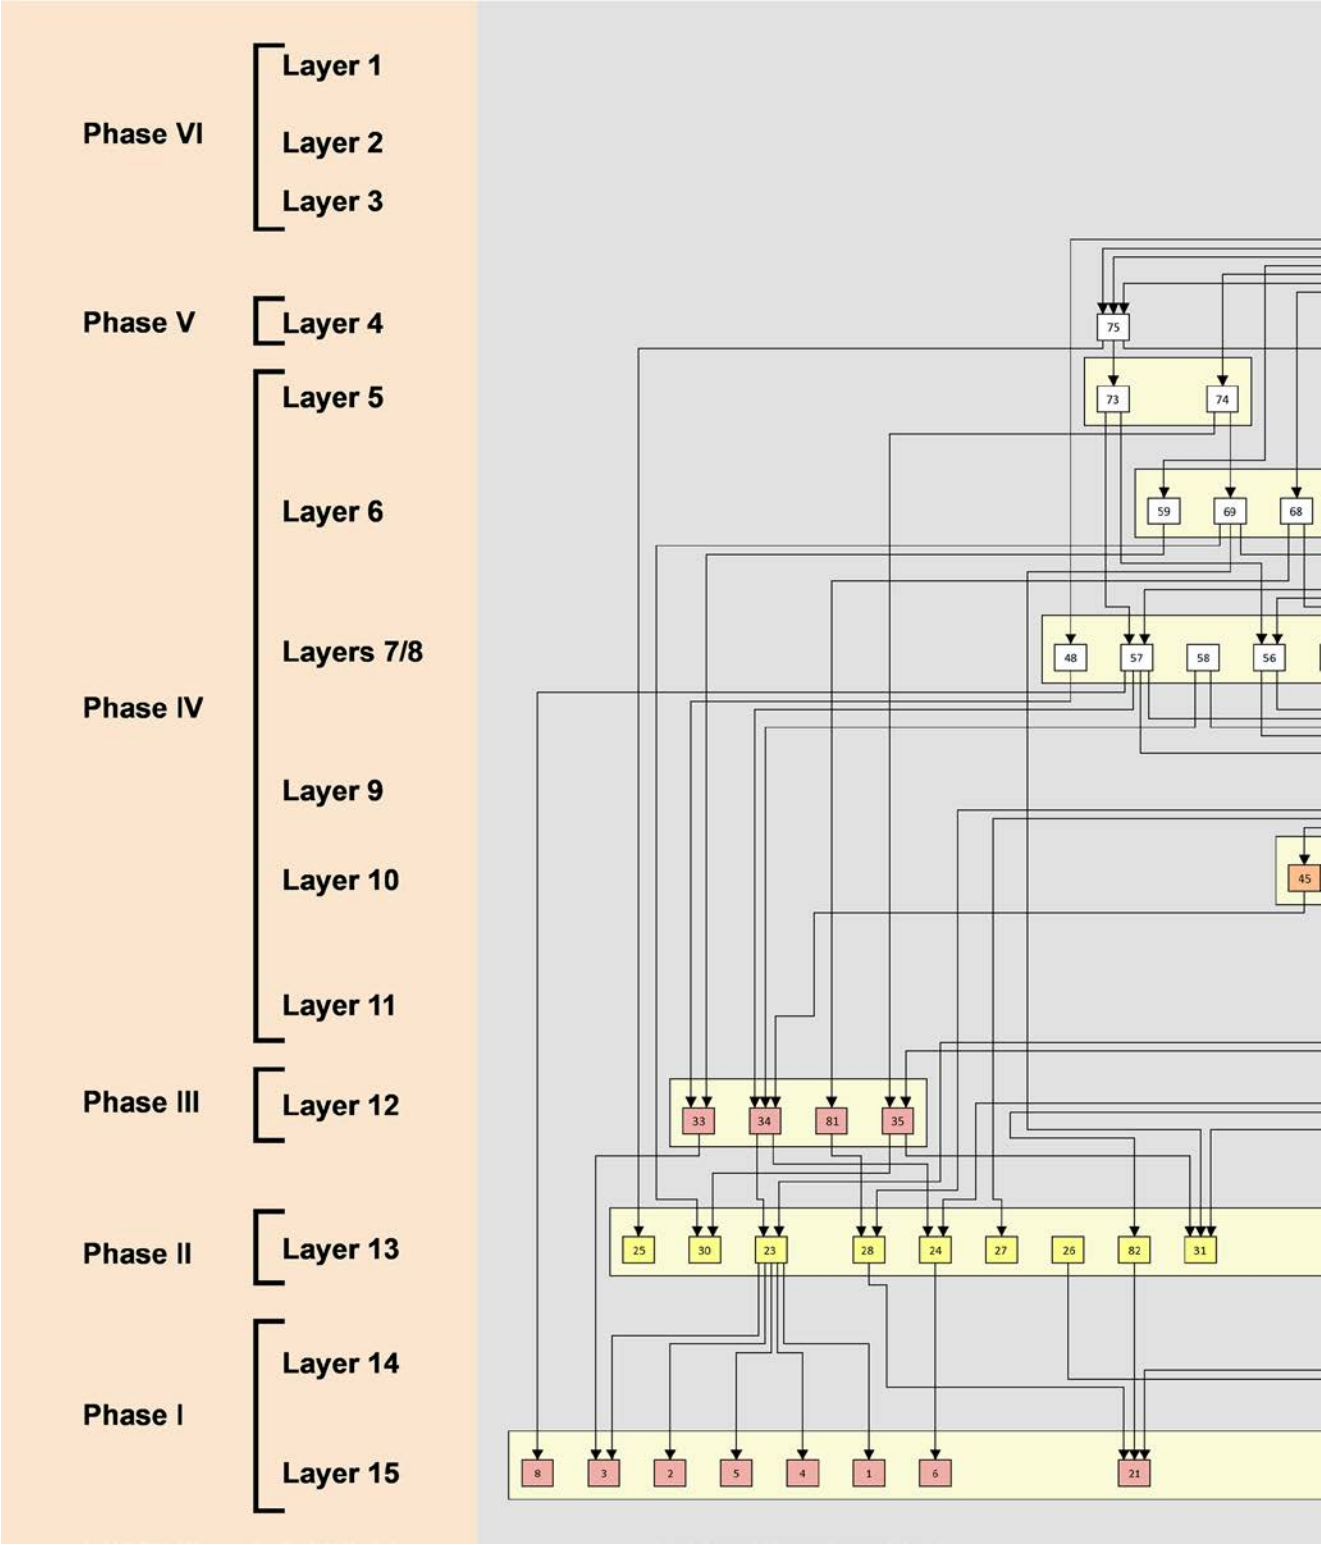 Layer 1
Phase VI
Layer 2
Layer 3
Phase V
Layer 4
75
Layer 5
73 74
Layer 6
59 69 68
Layers 7/8
48 57 58 56
Phase IV
Layer 9
Layer 10
45
Layer 11
Phase III
Layer 12
33 34 81 35
Phase II
Layer 13
25 30 23 28 24 27 26 82 31
Layer 14
Phase I
Layer 15
8 3 2 5 4 1 6 21